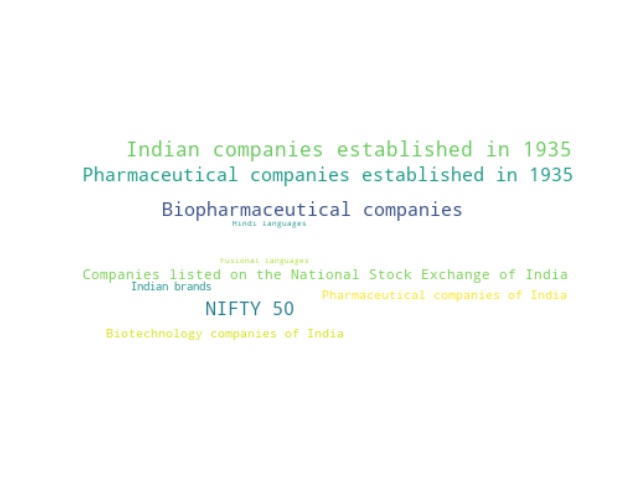 Indian companies established in 1935
Pharmaceutical companies established in 1935
Biopharmaceutical companies
Hindi languages
Fusional languages
Companies listed on the National Stock Exchange of India
Indian brands
Pharmaceutical companies of India
NIFTY 50
Biotechnology companies of India